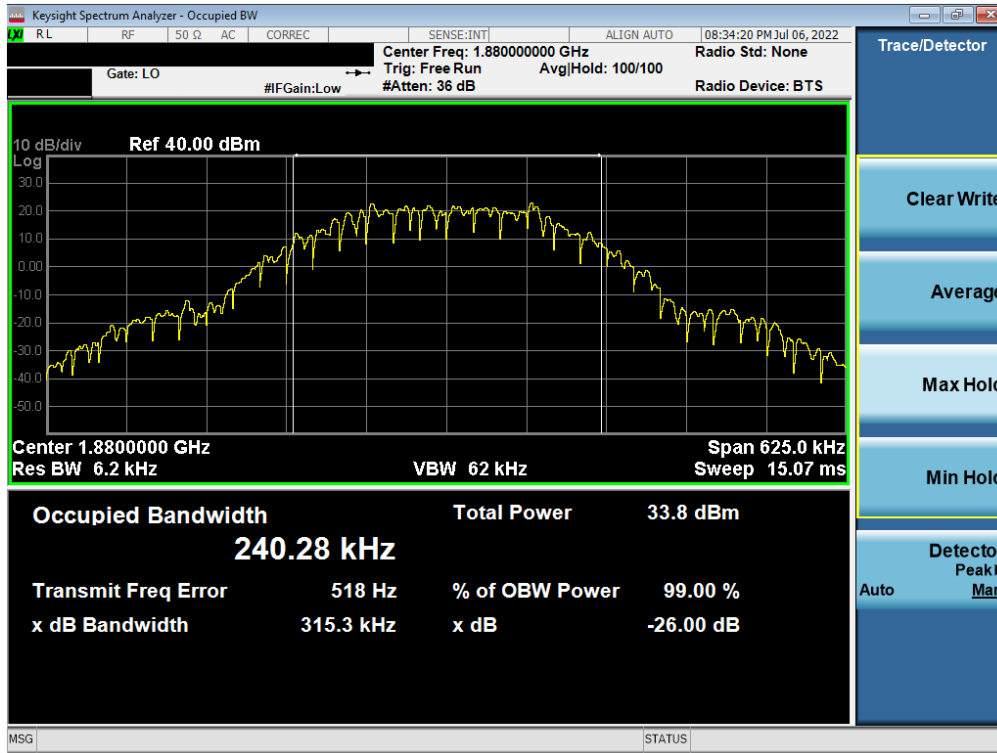 Keysight Spectrum Analyzer - Occupied BW
LXI RL RF 50 Ω AC CORREC SENSE:INT ALIGN AUTO 08:34:20 PM Jul 06, 2022
Center Freq: 1.880000000 GHz Radio Std: None
Gate: LO Trig: Free Run Avg|Hold: 100/100
#IFGain:Low #Atten: 36 dB Radio Device: BTS
10 dB/div Ref 40.00 dBm
Log
30.0
20.0
10.0
0.00
-10.0
-20.0
-30.0
-40.0
-50.0
Center 1.8800000 GHz Span 625.0 kHz
Res BW 6.2 kHz VBW 62 kHz Sweep 15.07 ms
Occupied Bandwidth Total Power 33.8 dBm
240.28 kHz
Transmit Freq Error 518 Hz % of OBW Power 99.00 %
x dB Bandwidth 315.3 kHz x dB -26.00 dB
MSG STATUS
Trace/Detector
Clear Write
Average
Max Hold
Min Hold
Detecto
Peak
Auto Man